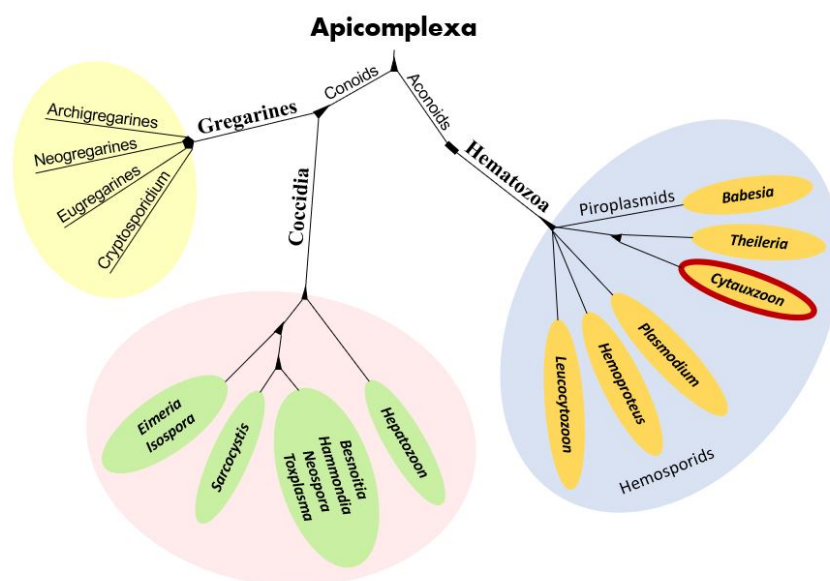 Apicomplexa
Conoids
Aconoids
Gregarines
Archigregarines
Neogregarines
Eugregarines
Cryptosporidium
Coccidia
Eimeria
Isospora
Sarcocystis
Besnoitia
Hammondia
Neospora
Toxplasma
Hepatozoon
Hematozoa
Piroplasmids
Babesia
Theileria
Cytauxzoon
Plasmodium
Hemoproteus
Leucocytozoon
Hemosporids